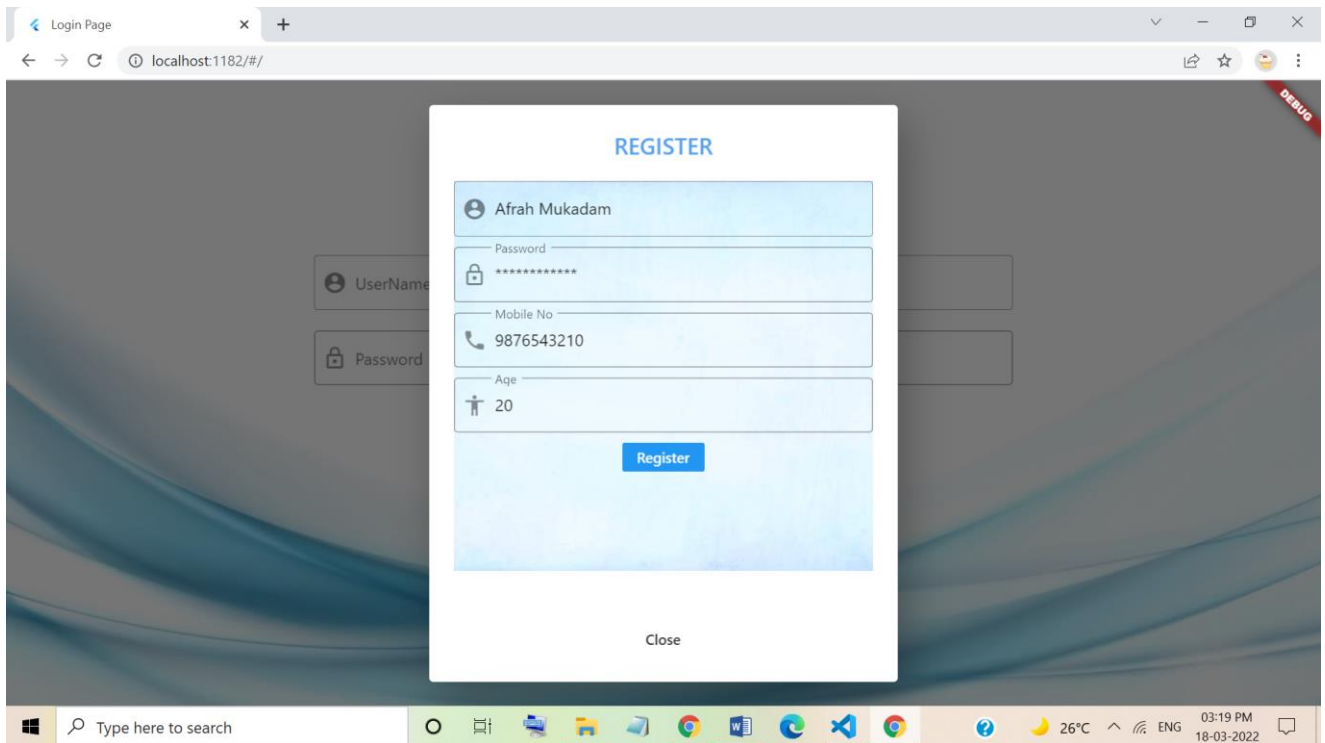 Login Page
localhost:1182/#/
DEBUG
REGISTER
Afrah Mukadam
UserName
Password
************
Password
Mobile No
9876543210
Age
20
Register
Close
Type here to search
26°C
ENG
03:19 PM
18-03-2022